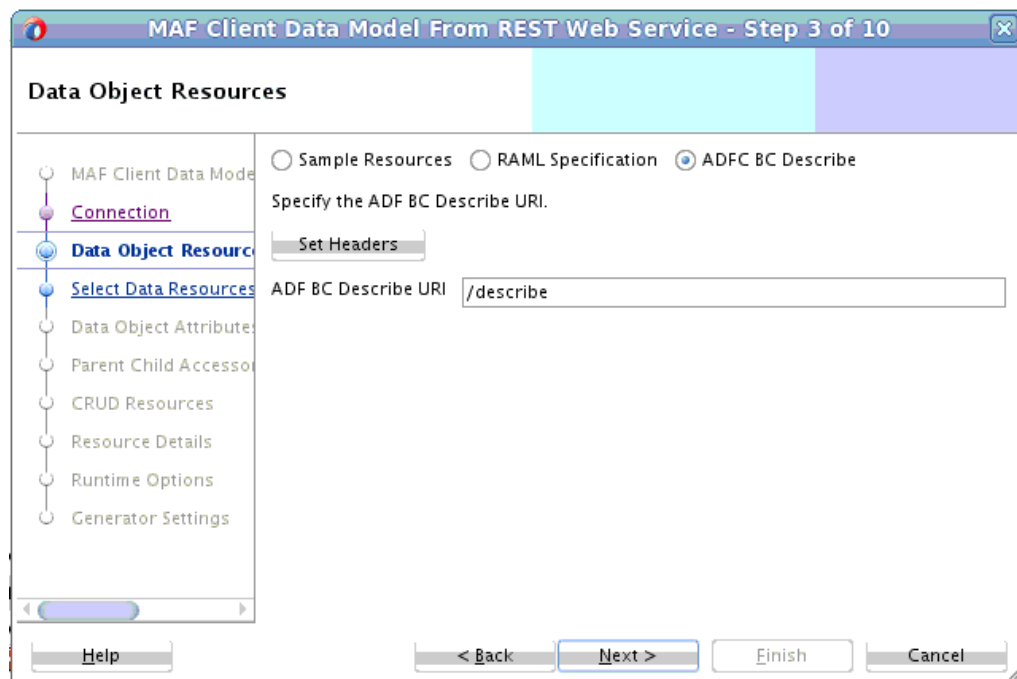 MAF Client Data Model From REST Web Service - Step 3 of 10
Data Object Resources
MAF Client Data Mode
Connection
Data Object Resourc
Select Data Resources
Data Object Attribute
Parent Child Accessor
CRUD Resources
Resource Details
Runtime Options
Generator Settings
Sample Resources RAML Specification ADFC BC Describe
Specify the ADF BC Describe URI.
Set Headers
ADF BC Describe URI /describe
Help < Back Next > Finish Cancel